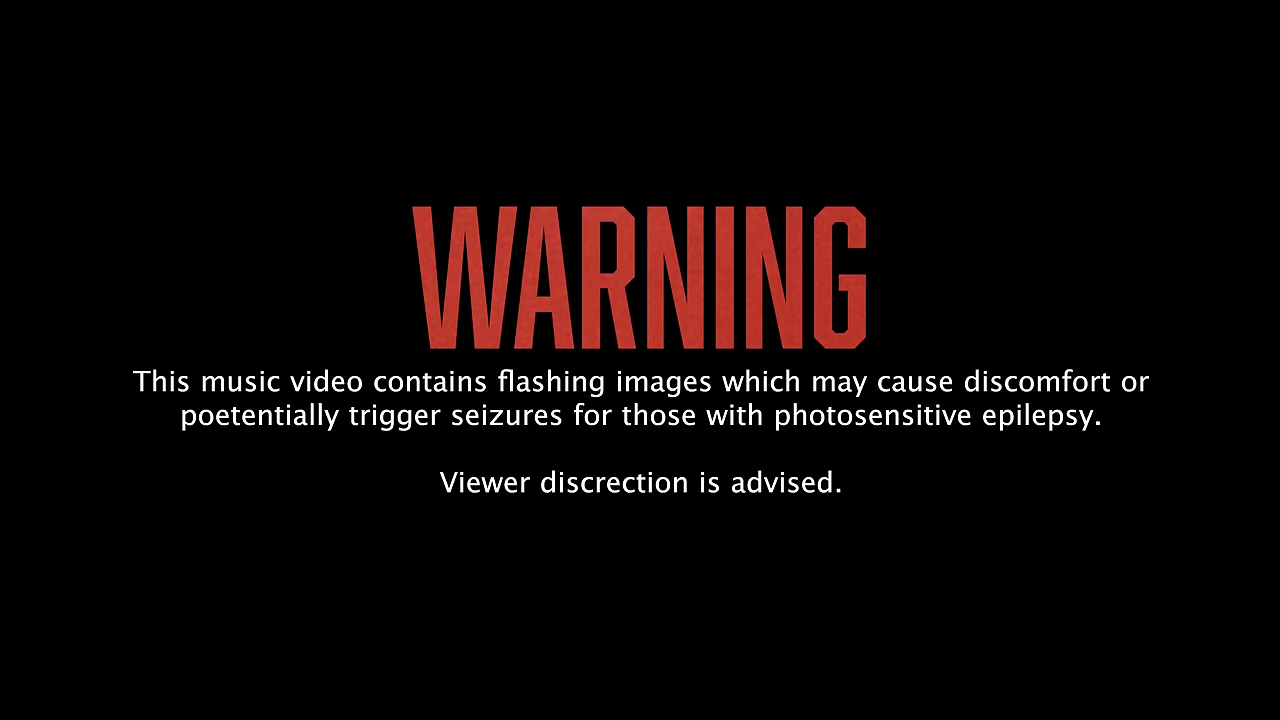 WARNING
This music video contains flashing images which may cause discomfort or
poetentially trigger seizures for those with photosensitive epilepsy.
Viewer discrection is advised.